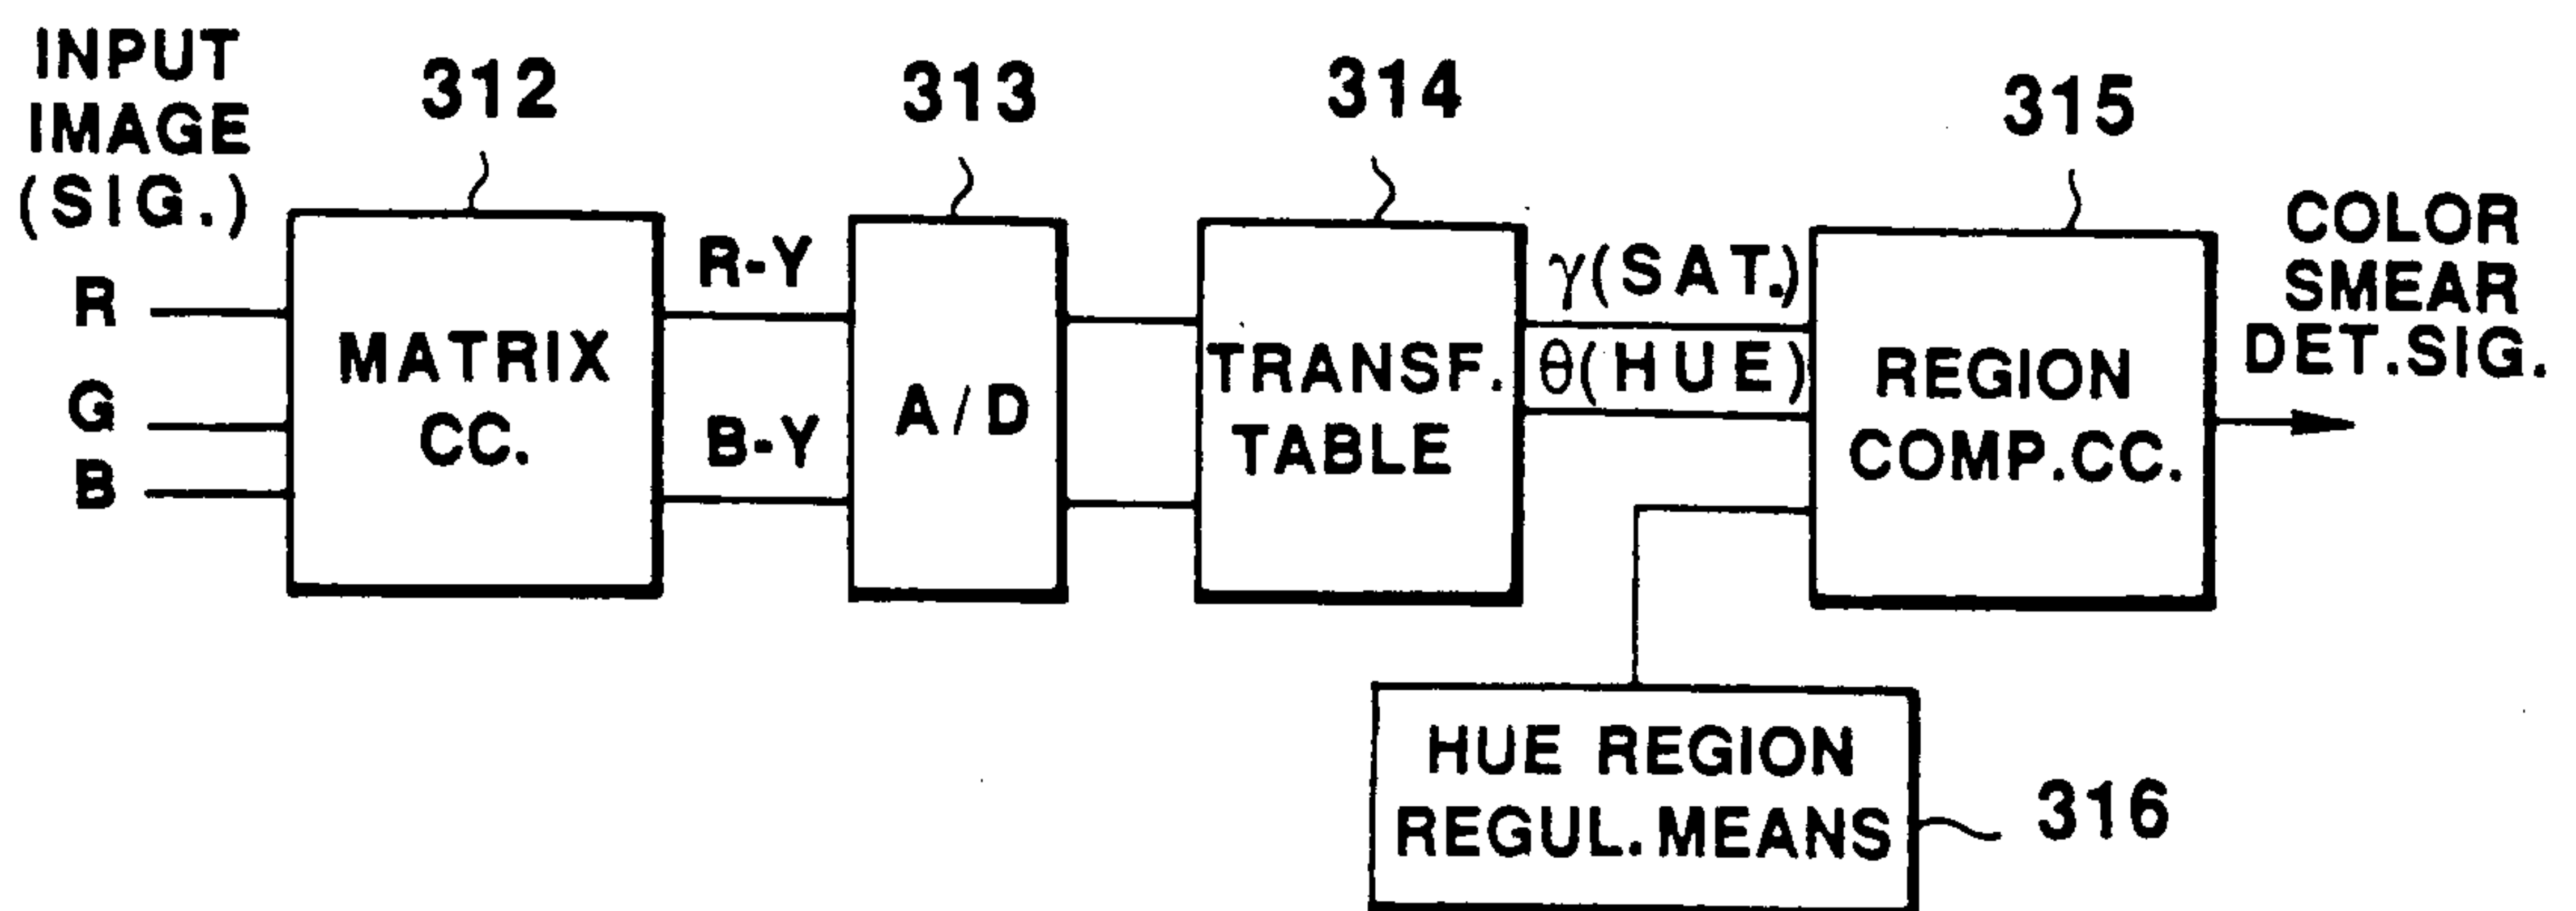 INPUT
IMAGE
(SIG.)
R
G
B
312
MATRIX
CC.
R-Y
B-Y
313
A/D
314
TRANSF.
TABLE
γ(SAT.)
θ(HUE)
315
REGION
COMP.CC.
COLOR
SMEAR
DET.SIG.
HUE REGION
REGUL.MEANS
316